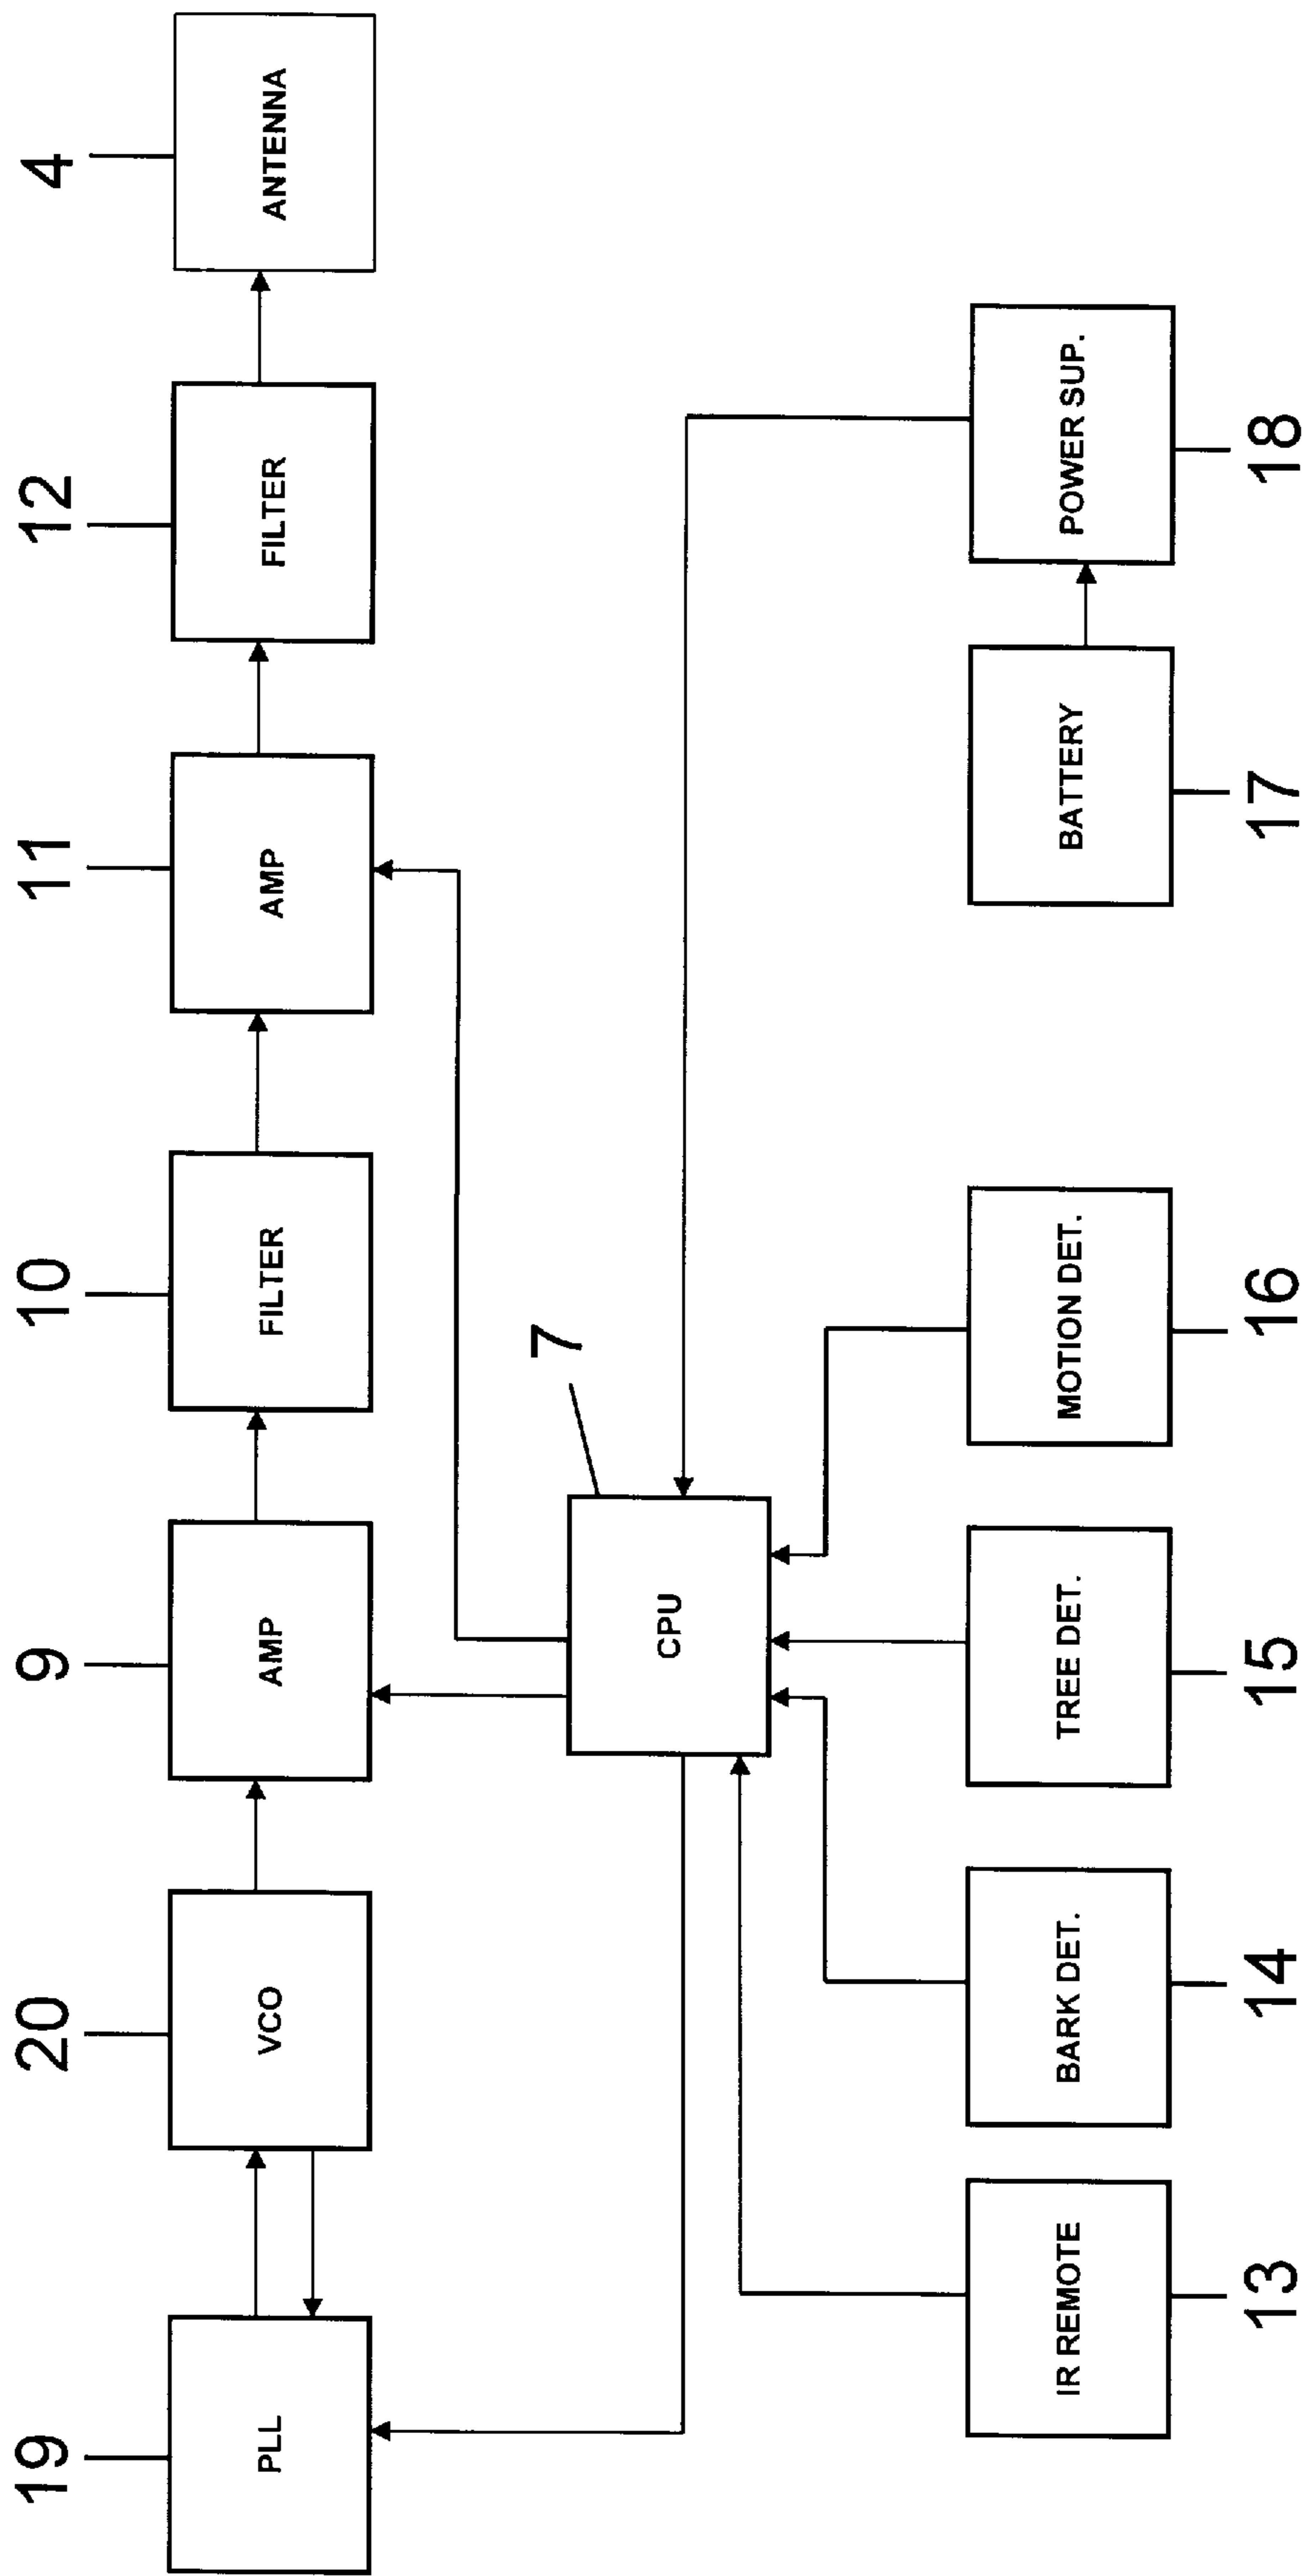 19 20 9 10 11 12 4
PLL VCO AMP FILTER AMP FILTER ANTENNA
7
CPU
IR REMOTE BARK DET. TREE DET. MOTION DET. BATTERY POWER SUP.
13 14 15 16 17 18